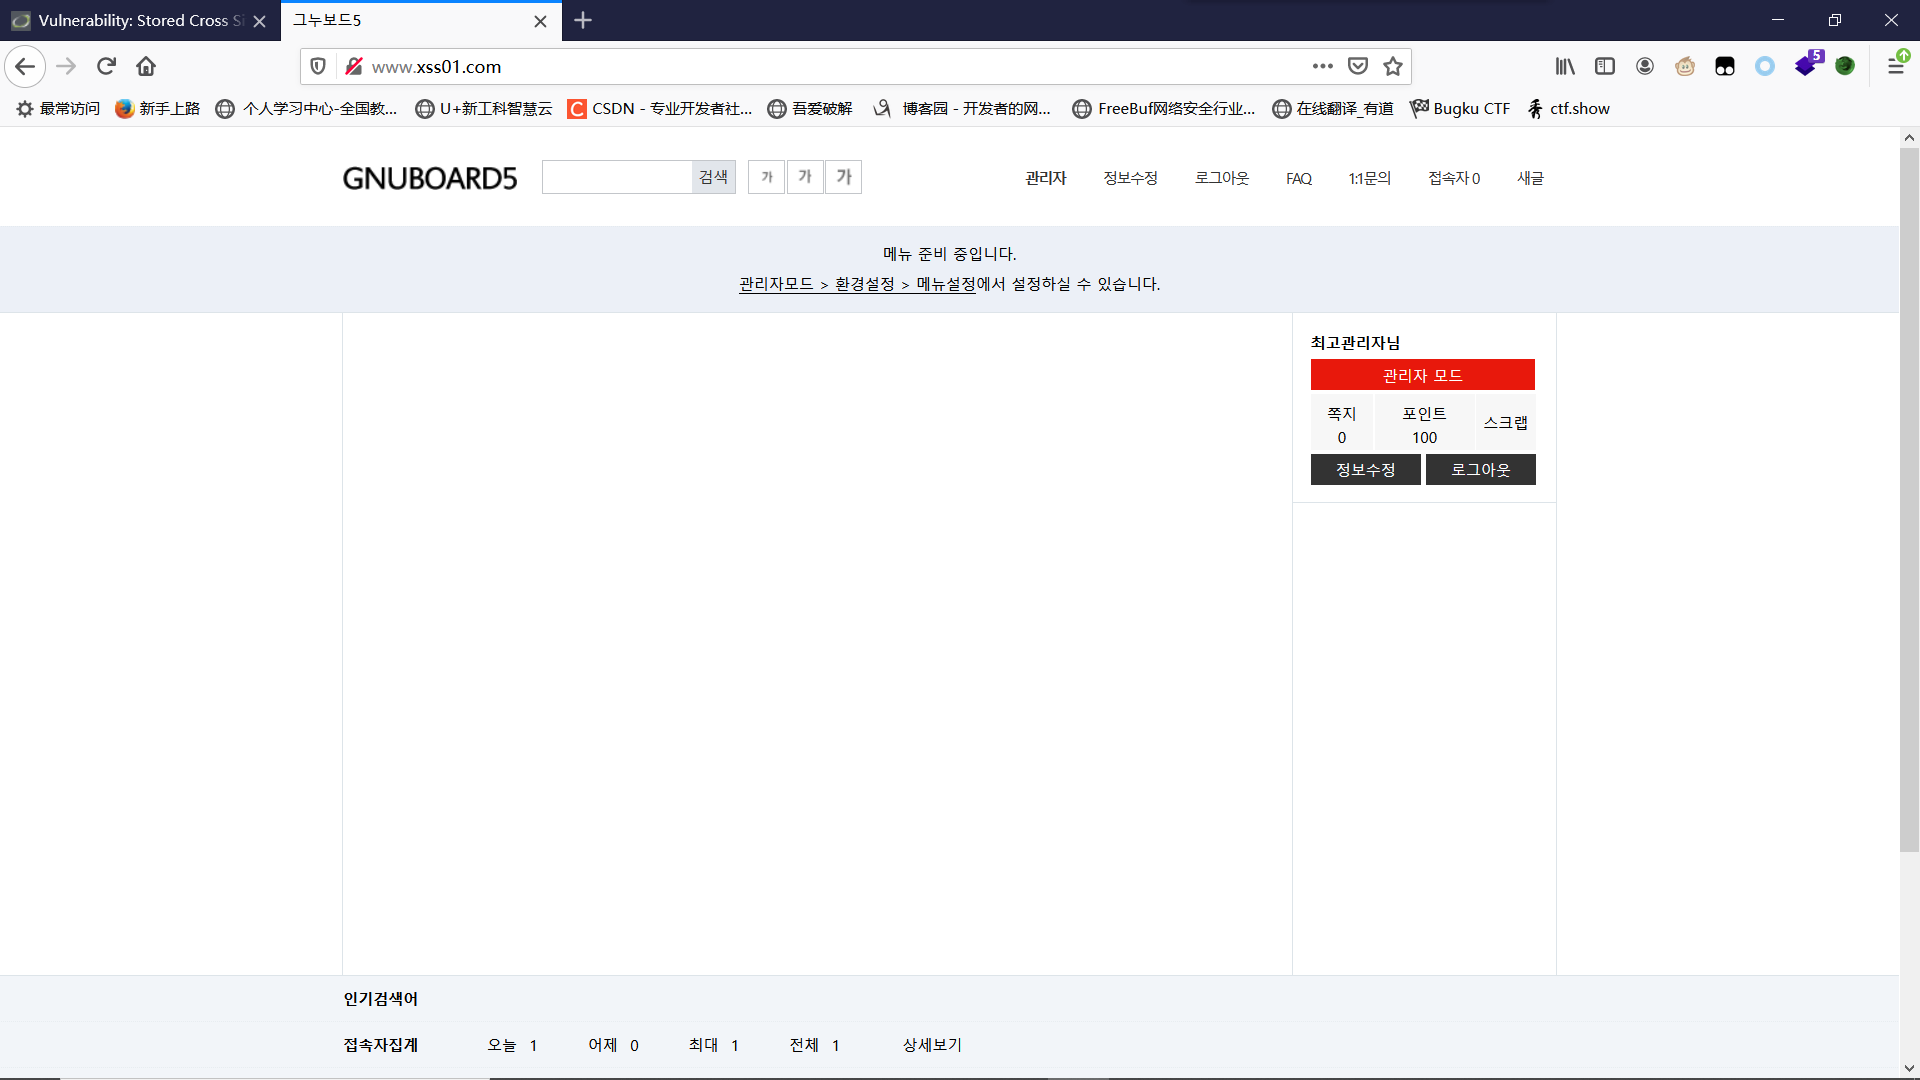 Vulnerability: Stored Cross Si
그누보드5
www.xss01.com
5
最常访问 新手上路 个人学习中心-全国教... U+新工科智慧云 CSDN - 专业开发者社... 吾爱破解 博客园 - 开发者的网... FreeBuf网络安全行业... 在线翻译_有道 Bugku CTF ctf.show
GNUBOARD5 검색 가 가 가 관리자 정보수정 로그아웃 FAQ 1:1문의 접속자 0 새글
메뉴 준비 중입니다.
관리자모드 > 환경설정 > 메뉴설정에서 설정하실 수 있습니다.
최고관리자님
관리자 모드
쪽지 포인트 스크랩
0 100
정보수정 로그아웃
인기검색어
접속자집계 오늘 1 어제 0 최대 1 전체 1 상세보기